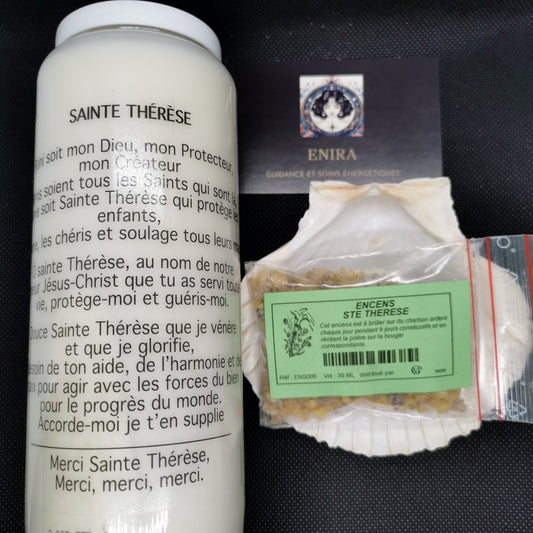 SAINTE THÉRÈSE
soit mon Dieu, mon Protecteur,
mon Créateur
soient tous les Saints qui sont là
soit Sainte Thérèse qui protège les
enfants,
les chéris et soulage tous leurs
sainte Thérèse, au nom de notre
Jésus-Christ que tu as servi toute
vie, protège-moi et guéris-moi.
Douce Sainte Thérèse que je vénère
et que je glorifie,
besoin de ton aide, de l'harmonie et de
pour agir avec les forces du bien
pour le progrès du monde.
Accorde-moi je t'en supplie
Merci Sainte Thérèse,
Merci, merci, merci.
ENIRA
GUIDANCE ET SOINS ÉNERGÉTIQUES
ENCENS
STE THERESE
Cet encens est à brûler sur du charbon ardent
chaque jour pendant 9 jours consécutifs et en
récitant la prière sur la bougie
correspondante.
Réf : ENS006 Vol : 30 ML distribué par